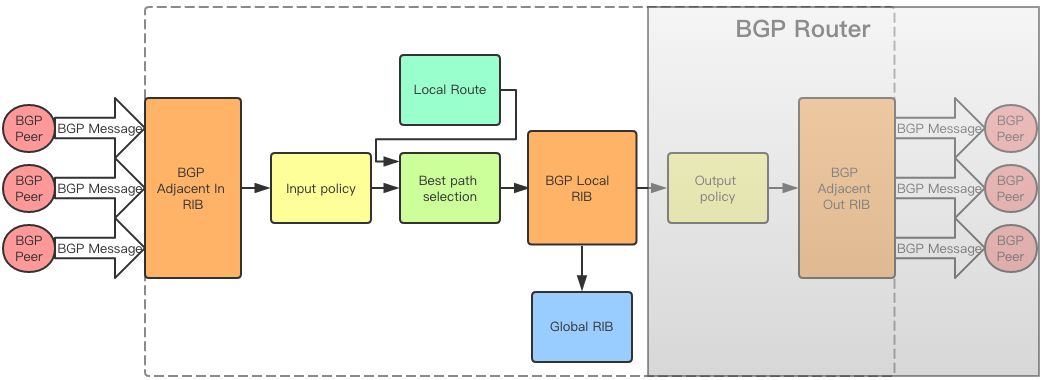 BGP Router
Local Route
BGP
Peer
BGP Message
BGP
Peer
BGP Message
BGP
Peer
BGP Message
BGP
Adjacent In
RIB
Input policy
Best path
selection
BGP Local
RIB
Global RIB
Output
policy
BGP
Adjacent
Out RIB
BGP Message
BGP
Peer
BGP Message
BGP
Peer
BGP Message
BGP
Peer